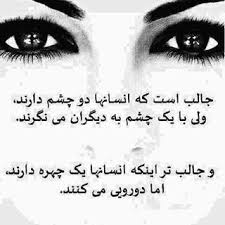 جالب است که انسانها دو چشم دارند،
ولی با یک چشم به دیگران می نگرند.
و جالب تر اینکه انسانها یک چهره دارند،
اما دورویی می کنند.